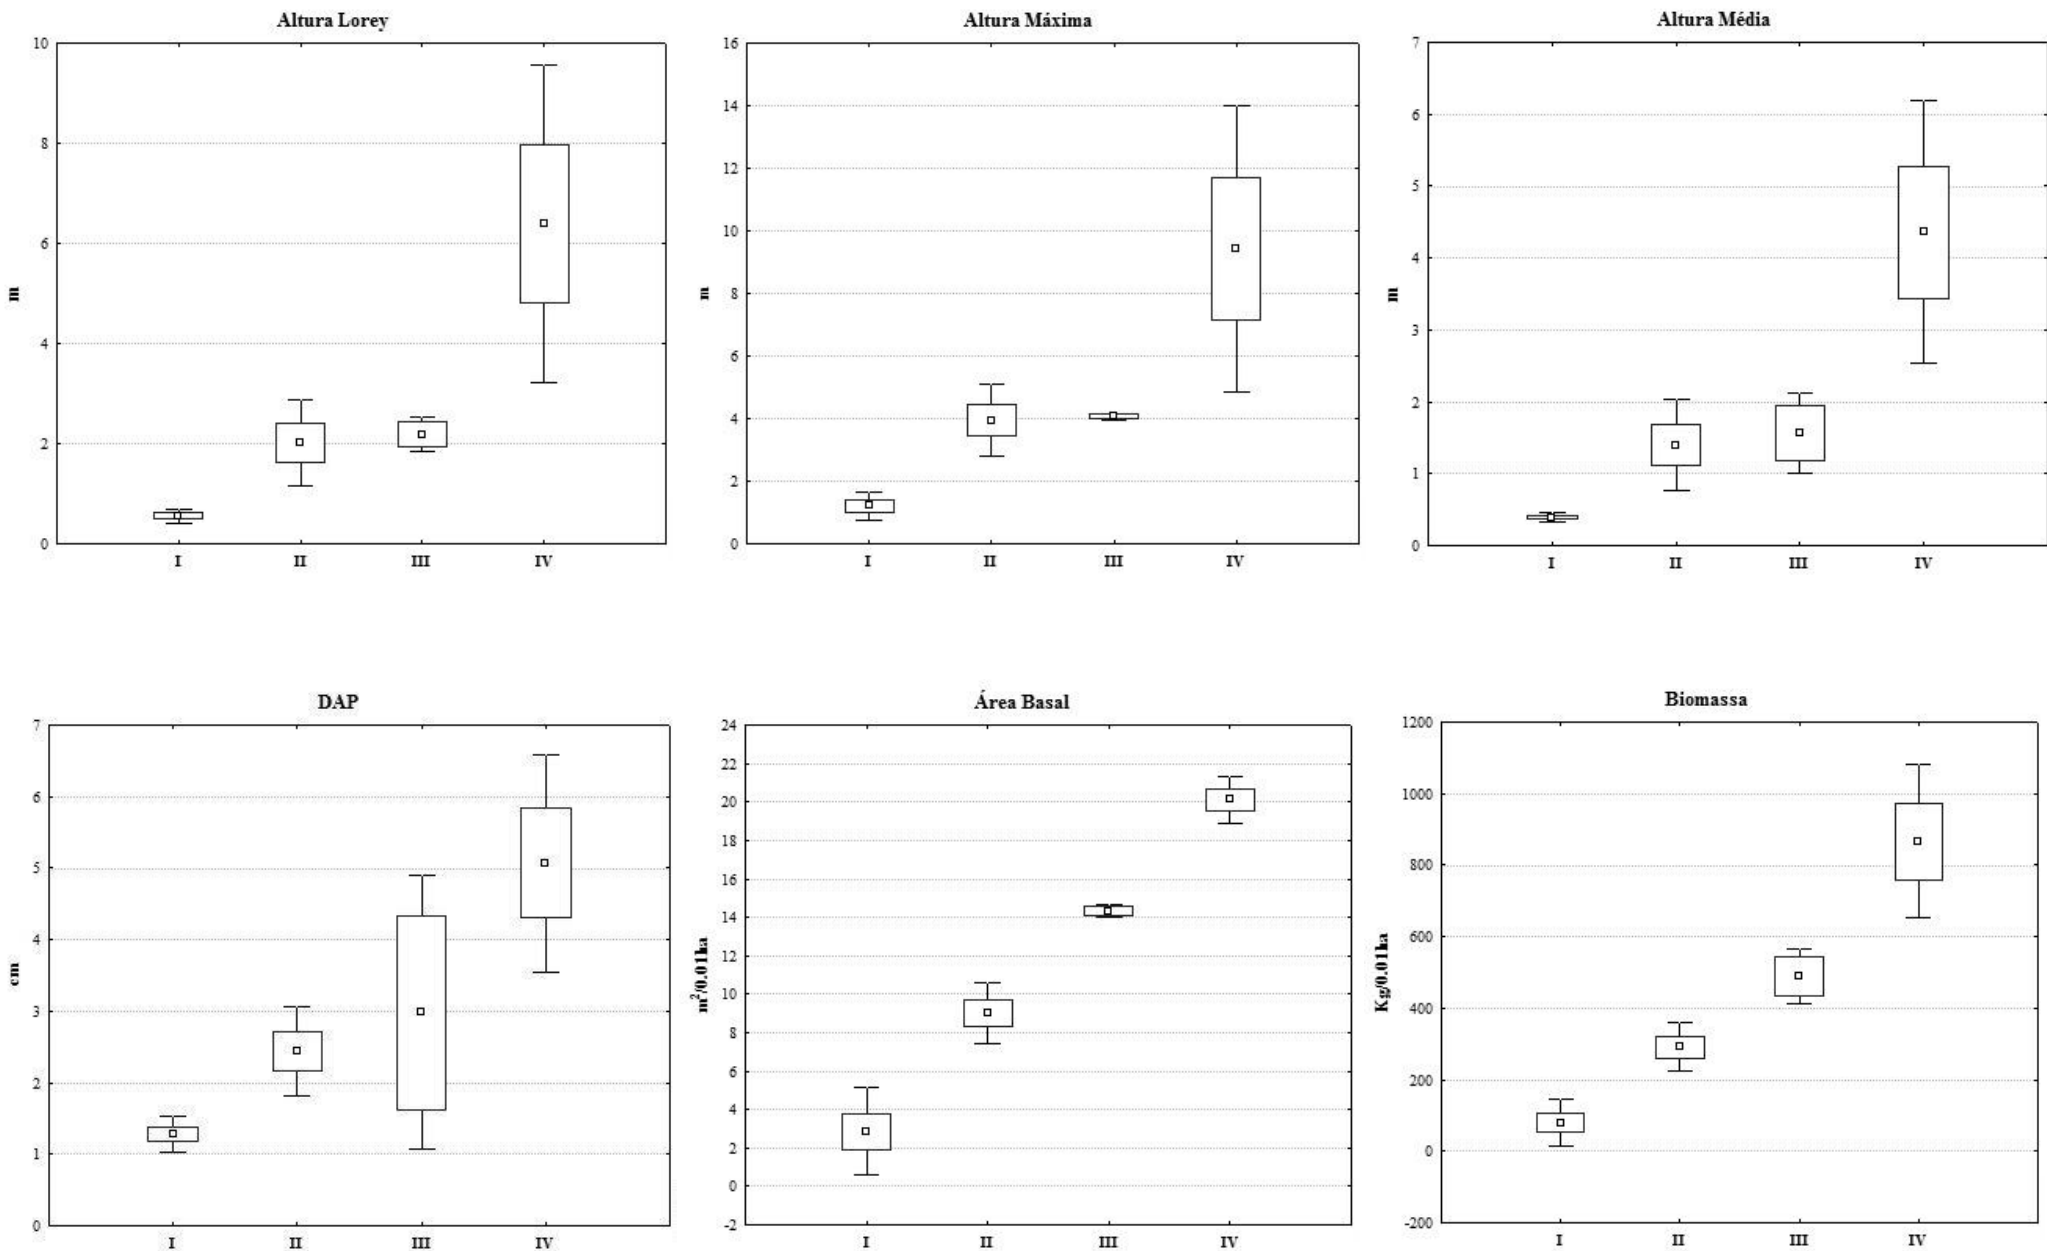 Altura Lorey
10
8
6
4
2
0
m
I II III IV
Altura Máxima
16
14
12
10
8
6
4
2
0
m
I II III IV
Altura Média
7
6
5
4
3
2
1
0
m
I II III IV
DAP
7
6
5
4
3
2
1
0
cm
I II III IV
Área Basal
24
22
20
18
16
14
12
10
8
6
4
2
0
-2
m²/0.01ha
I II III IV
Biomassa
1200
1000
800
600
400
200
0
-200
Kg/0.01ha
I II III IV